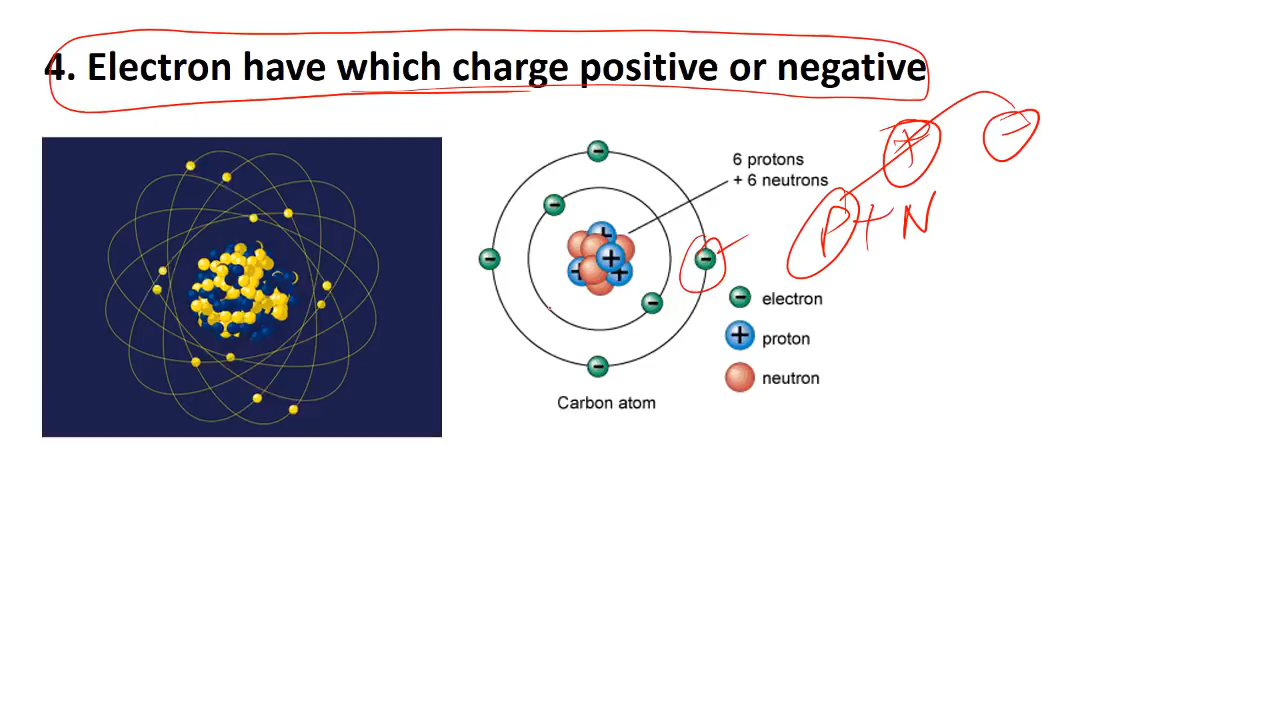 4. Electron have which charge positive or negative
6 protons
+ 6 neutrons
+
-
P + N
electron
proton
neutron
Carbon atom